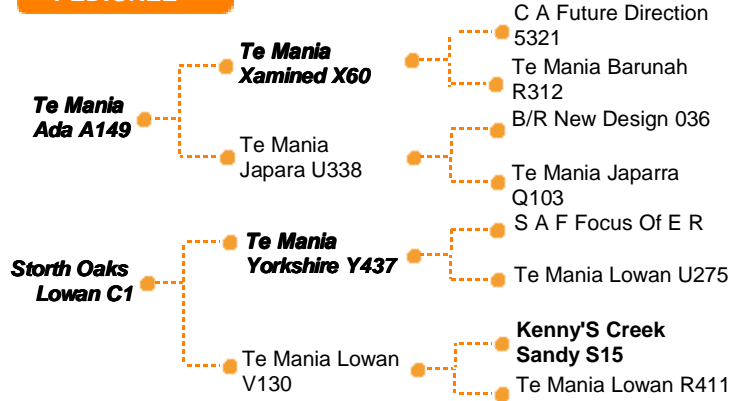 C A Future Direction
5321
Te Mania
Xamined X60
Te Mania Barunah
R312
Te Mania
Ada A149
B/R New Design 036
Te Mania
Japara U338
Te Mania Japarra
Q103
S A F Focus Of E R
Te Mania
Yorkshire Y437
Storth Oaks
Lowan C1
Te Mania Lowan U275
Kenny'S Creek
Sandy S15
Te Mania Lowan
V130
Te Mania Lowan R411